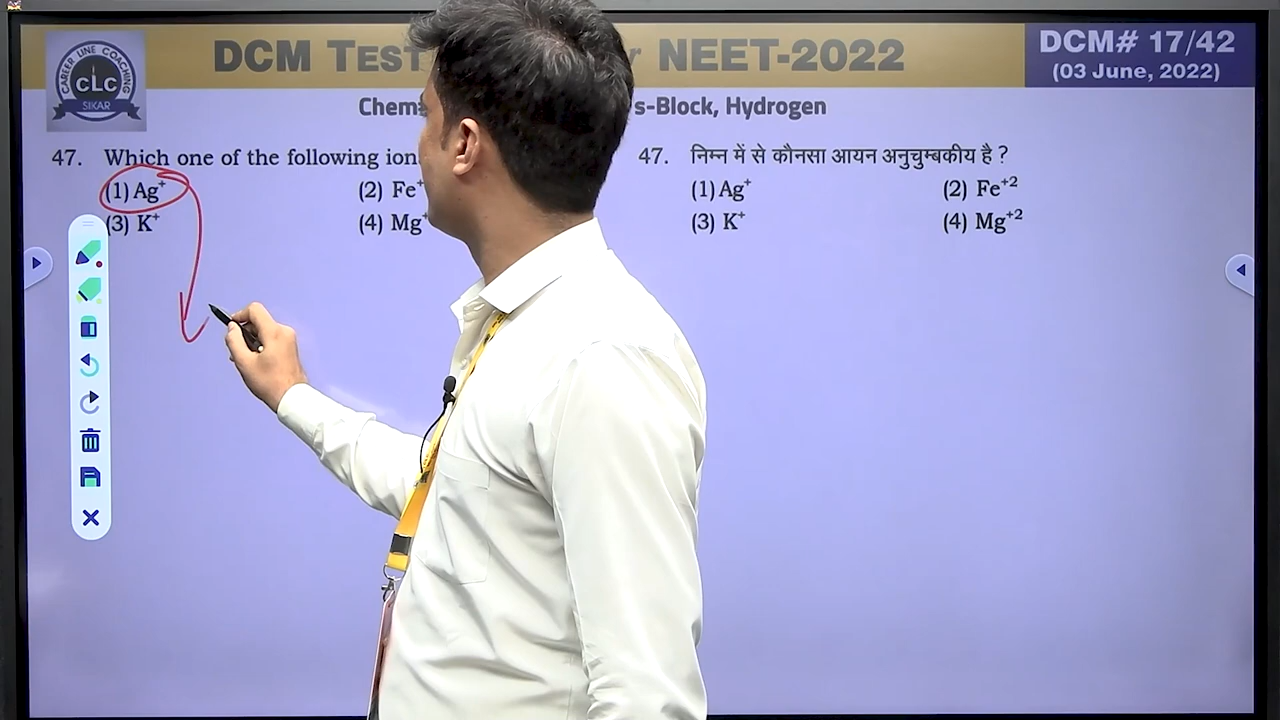 CAREER LINE COACHING
CLC
SIKAR
DCM TEST NEET-2022
DCM# 17/42
(03 June, 2022)
s-Block, Hydrogen
47. Which one of the following
(1) Ag⁺ (2) Fe
(3) K⁺ (4) Mg
47. निम्न में से कौनसा आयन अनुचुम्बकीय है ?
(1) Ag⁺ (2) Fe⁺²
(3) K⁺ (4) Mg⁺²